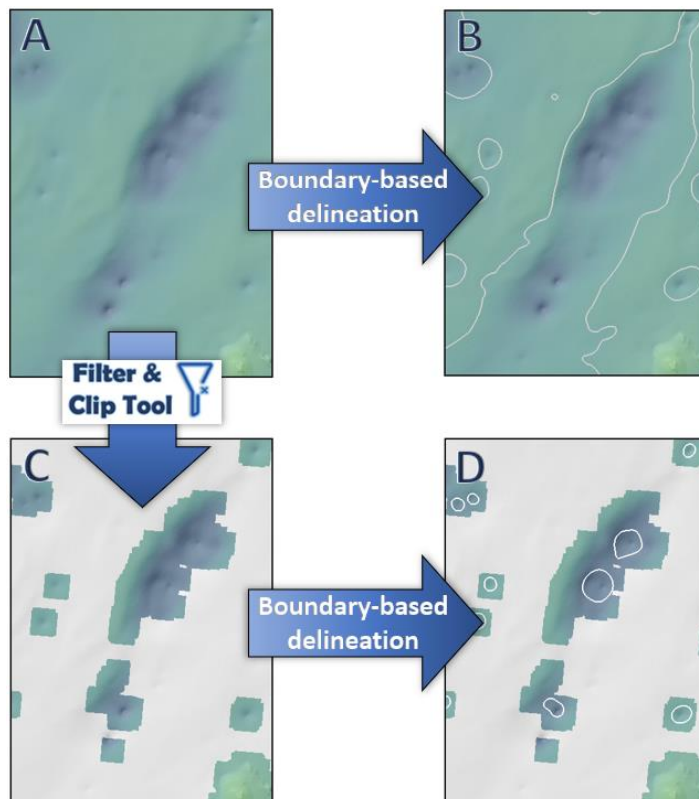 A
B
Boundary-based
delineation
Filter &
Clip Tool
C
D
Boundary-based
delineation